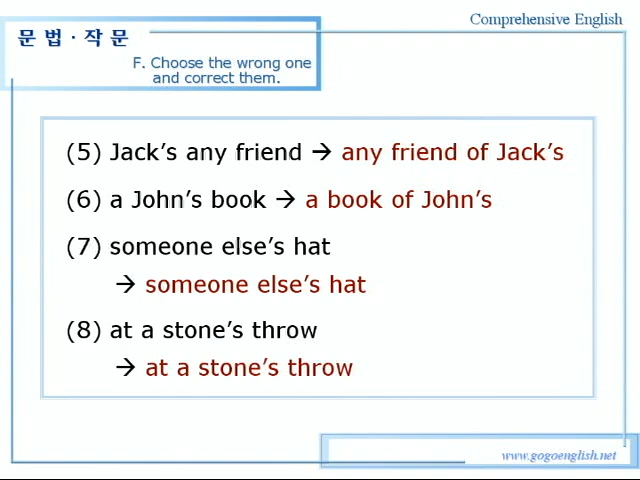 Comprehensive English
문 법 · 작 문
F. Choose the wrong one
and correct them.
(5) Jack's any friend → any friend of Jack's
(6) a John's book → a book of John's
(7) someone else's hat
→ someone else's hat
(8) at a stone's throw
→ at a stone's throw
www.gogoenglish.net